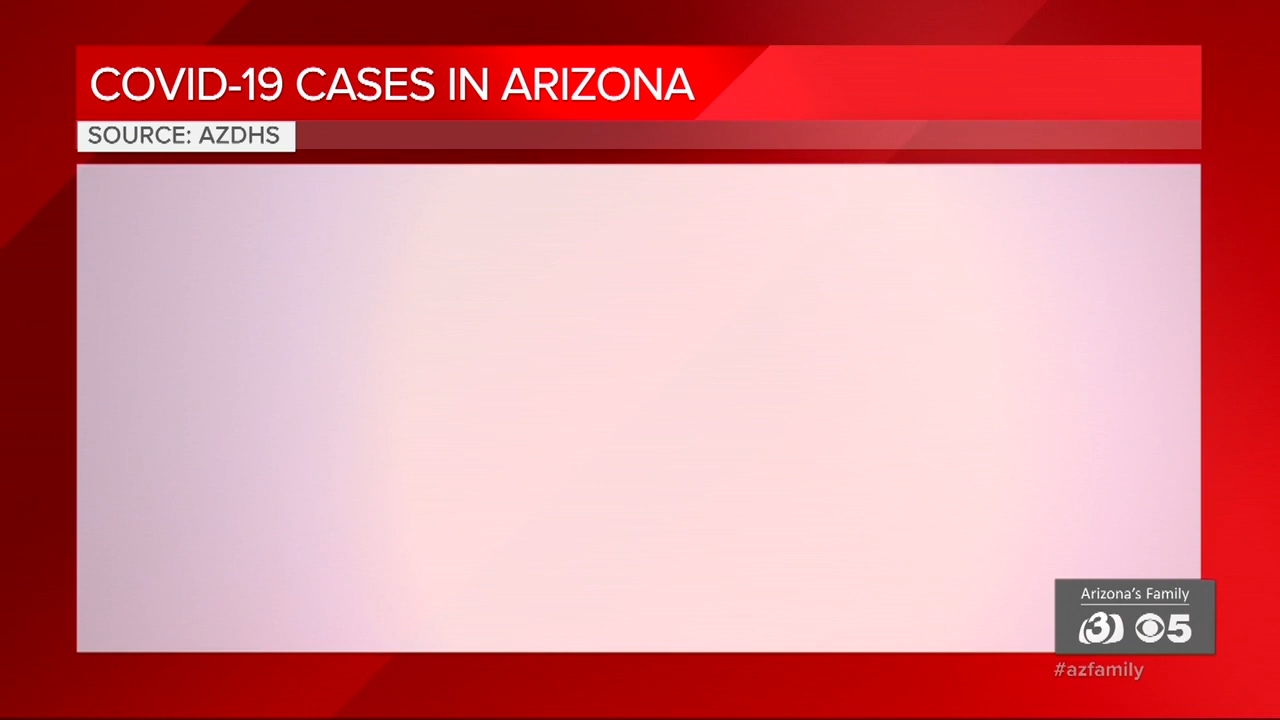 COVID-19 CASES IN ARIZONA
SOURCE: AZDHS
Arizona's Family
3 5
#azfamily